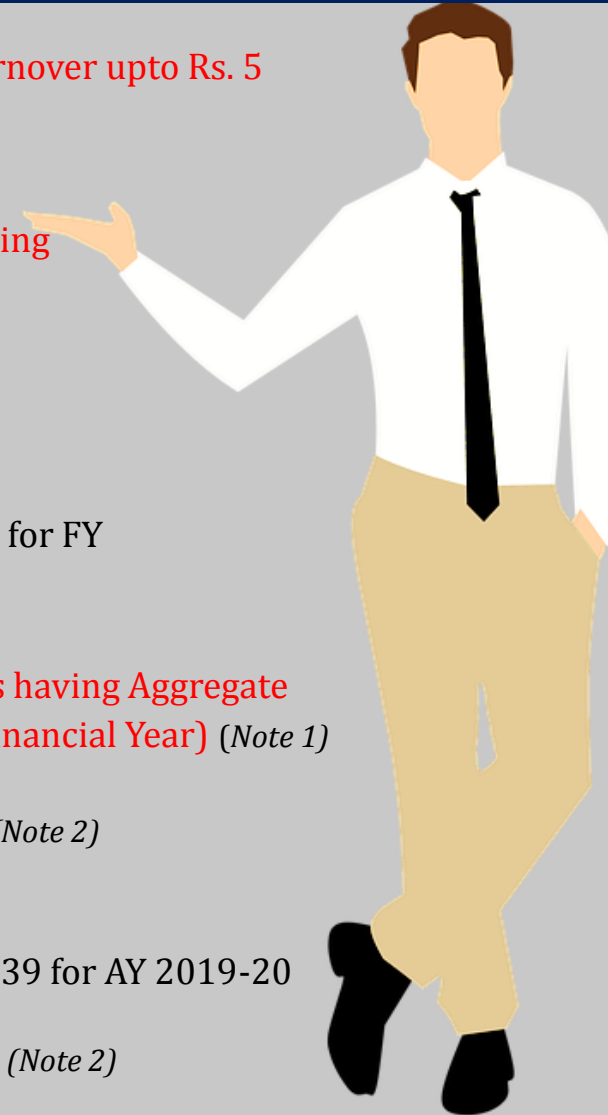 rnover upto Rs. 5
ing
for FY
s having Aggregate
nancial Year) (Note 1)
(Note 2)
39 for AY 2019-20
(Note 2)